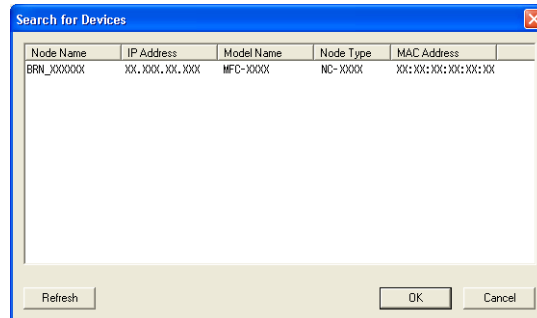 Search for Devices
Node Name IP Address Model Name Node Type MAC Address
BRN_XXXXXX XX.XXX.XX.XXX MFC-XXXX NC-XXXX XX:XX:XX:XX:XX:XX
Refresh OK Cancel